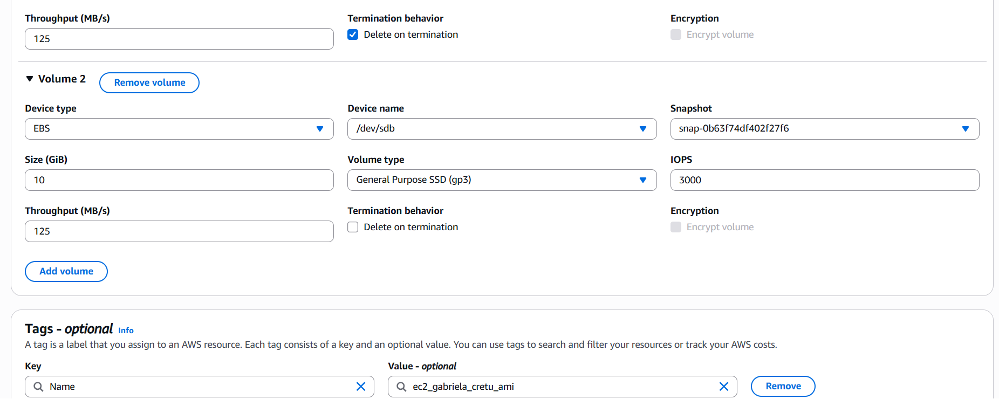 Throughput (MB/s) Termination behavior Encryption
125 Delete on termination Encrypt volume
Volume 2 Remove volume
Device type Device name Snapshot
EBS /dev/sdb snap-0b63f74df402f27f6
Size (GiB) Volume type IOPS
10 General Purpose SSD (gp3) 3000
Throughput (MB/s) Termination behavior Encryption
125 Delete on termination Encrypt volume
Add volume
Tags - optional Info
A tag is a label that you assign to an AWS resource. Each tag consists of a key and an optional value. You can use tags to search and filter your resources or track your AWS costs.
Key Value - optional
Name ec2_gabriela_cretu_ami Remove